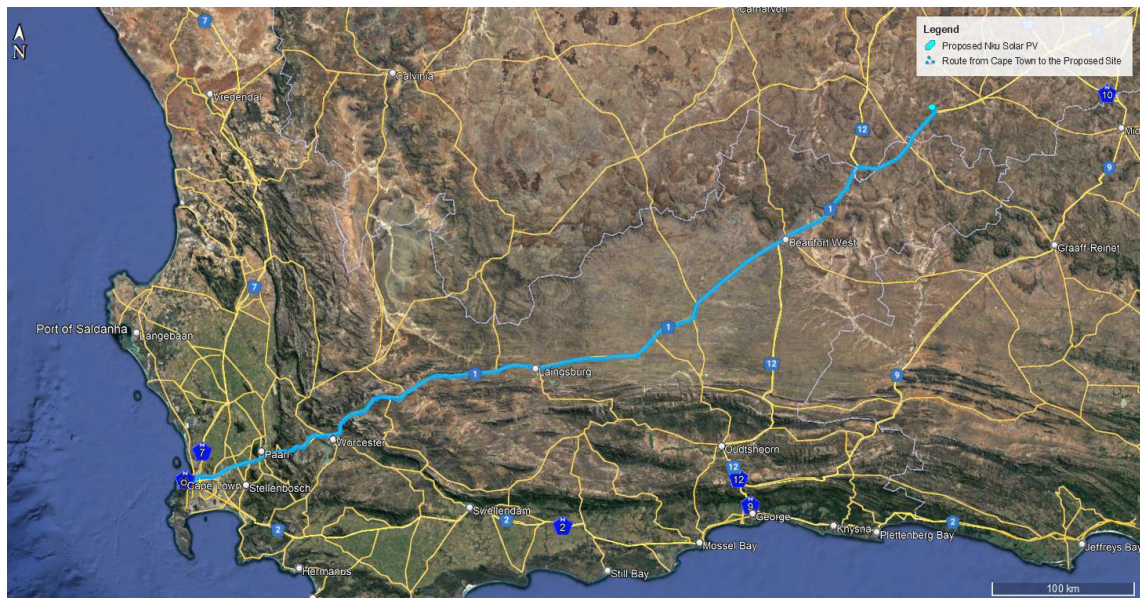 Carnarvon
7
13
1
Legend
Proposed Nku Solar PV
Route from Cape Town to the Proposed Site
N
Calvinia
Vredendal
N
10
12
Mid
9
1
Beaufort West
Graaff-Reinet
7
Port of Saldanha
Langebaan
1
12
1
Laingsburg
9
Worcester
Paarl
N
7
Oudtshoorn
12
N
12
N
0
Cape Town
Stellenbosch
Swellendam
2
N
2
N
9
George
2
Knysna
Plettenberg Bay
2
Mossel Bay
Jeffreys Bay
Hermanus
Still Bay
100 km